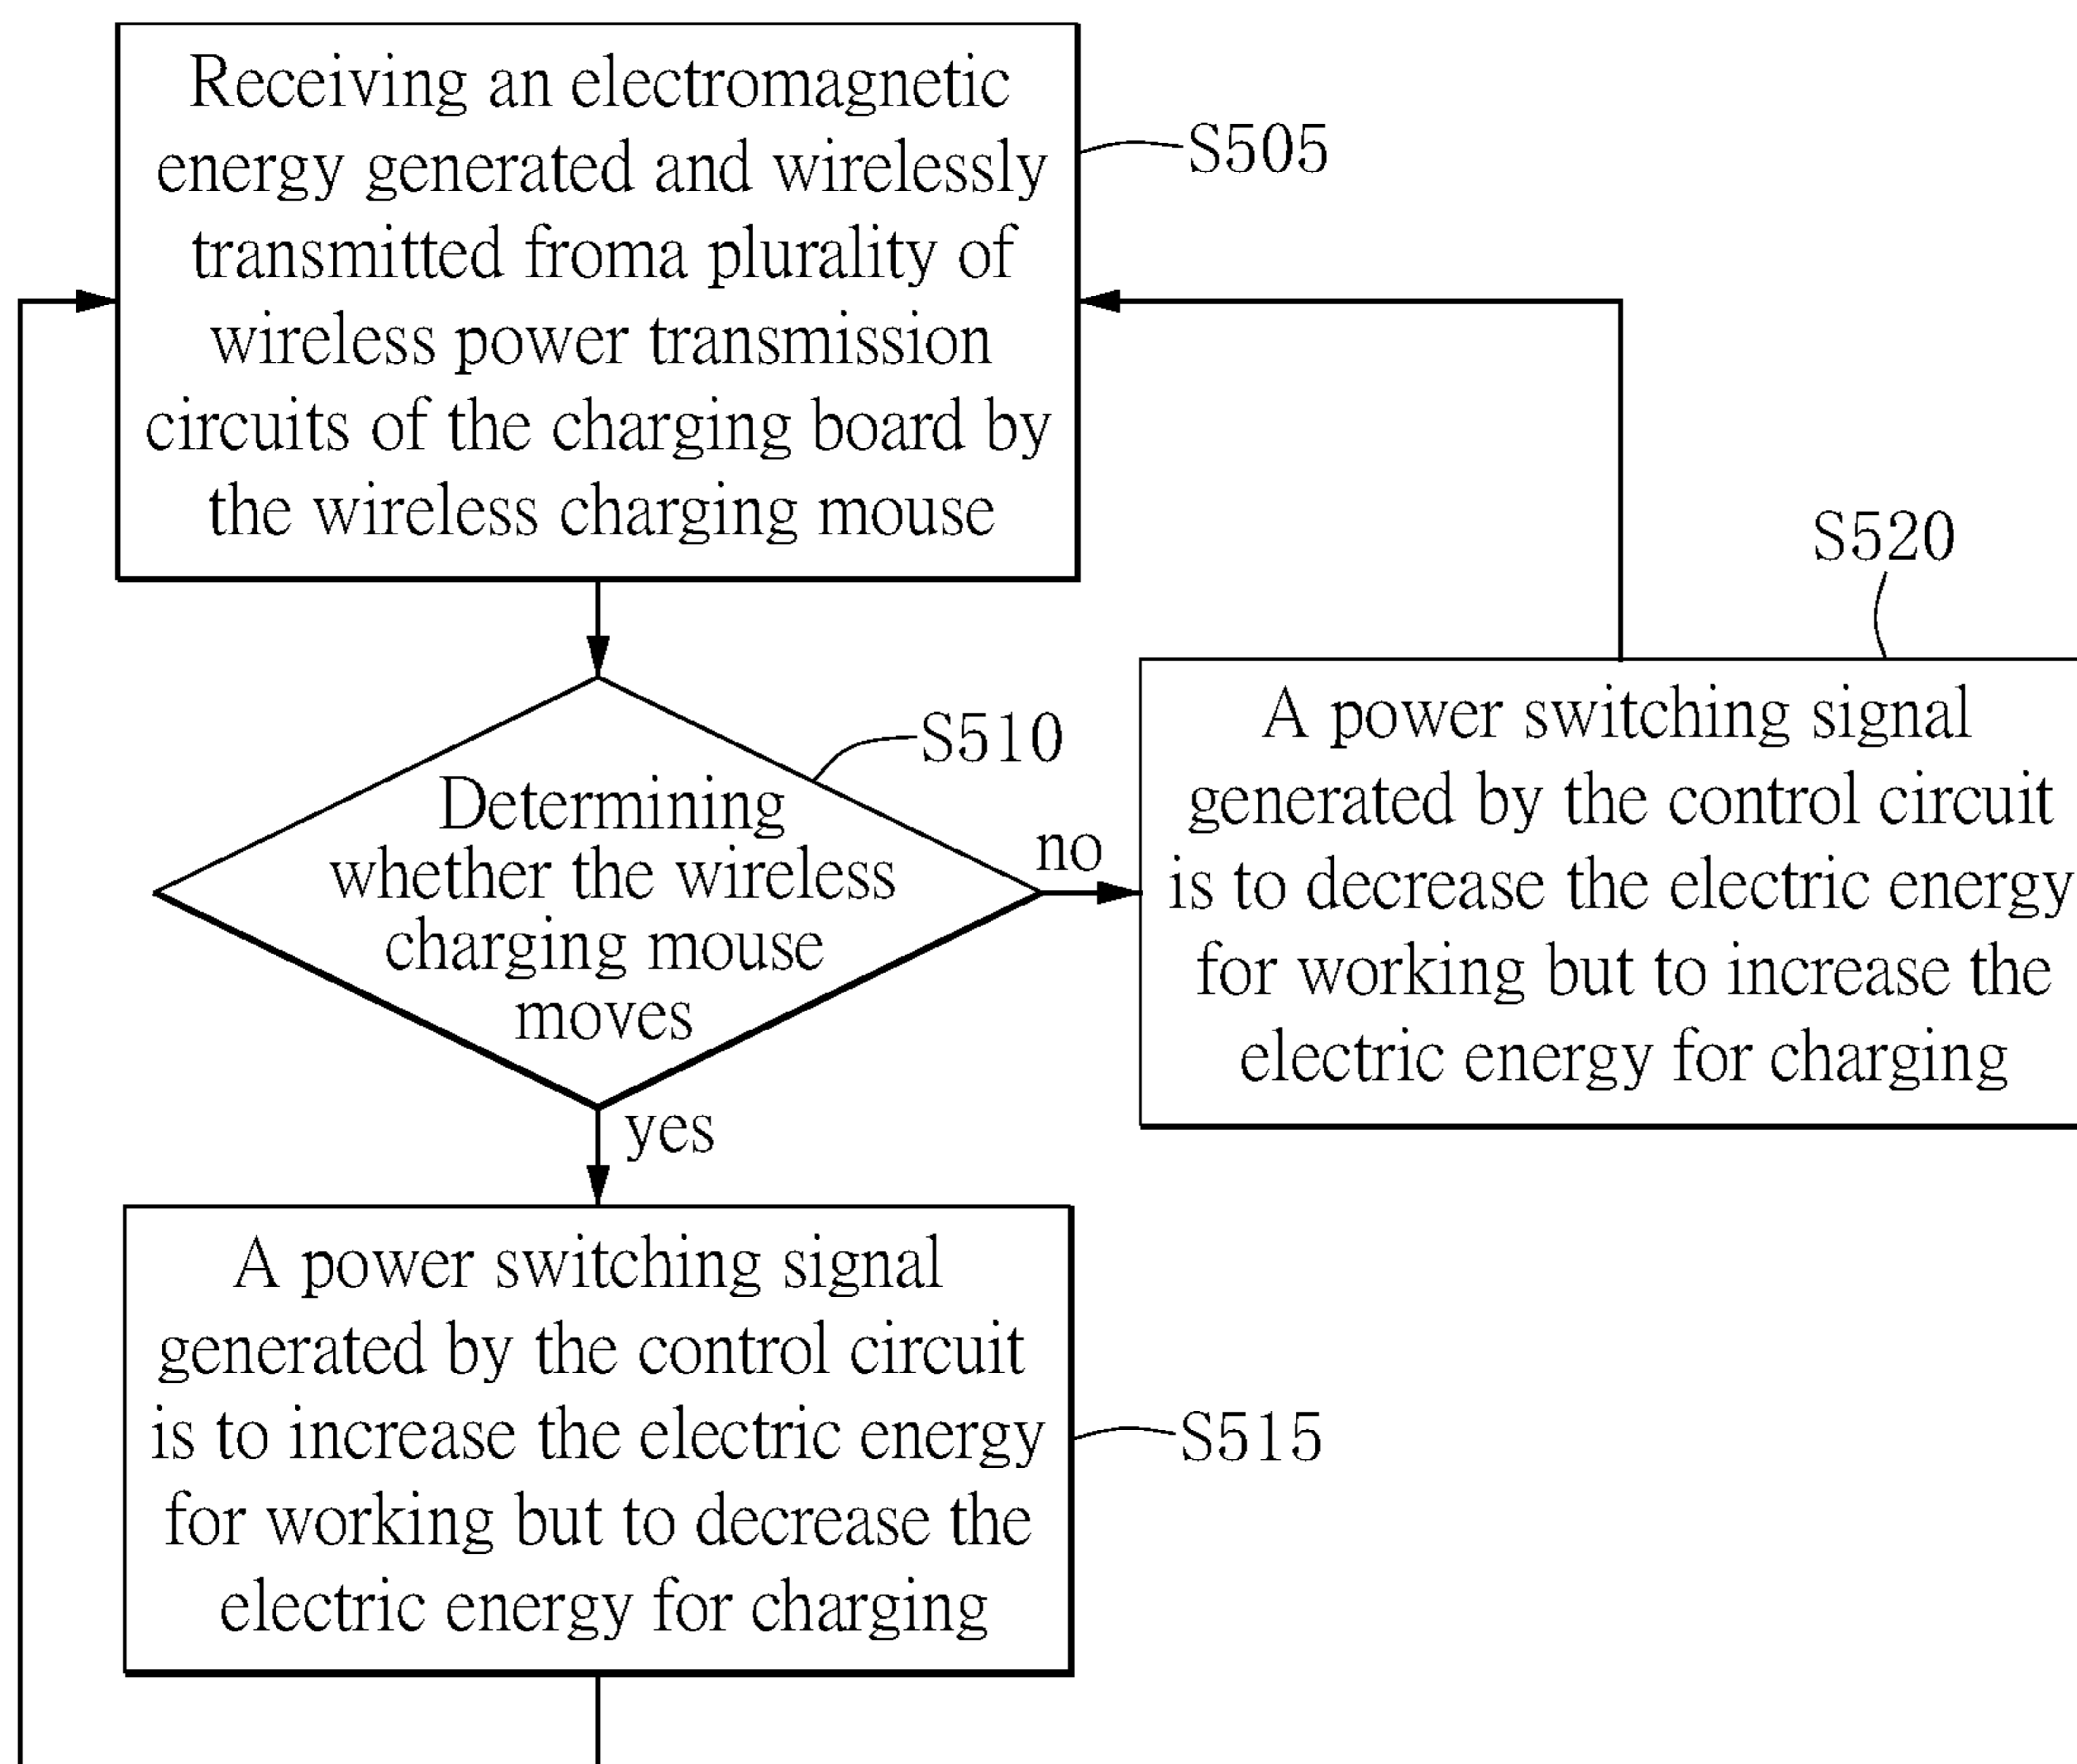 Receiving an electromagnetic
energy generated and wirelessly
transmitted froma plurality of
wireless power transmission
circuits of the charging board by
the wireless charging mouse
S505
S510
Determining
whether the wireless
charging mouse
moves
no
yes
S520
A power switching signal
generated by the control circuit
is to decrease the electric energy
for working but to increase the
electric energy for charging
A power switching signal
generated by the control circuit
is to increase the electric energy
for working but to decrease the
electric energy for charging
S515